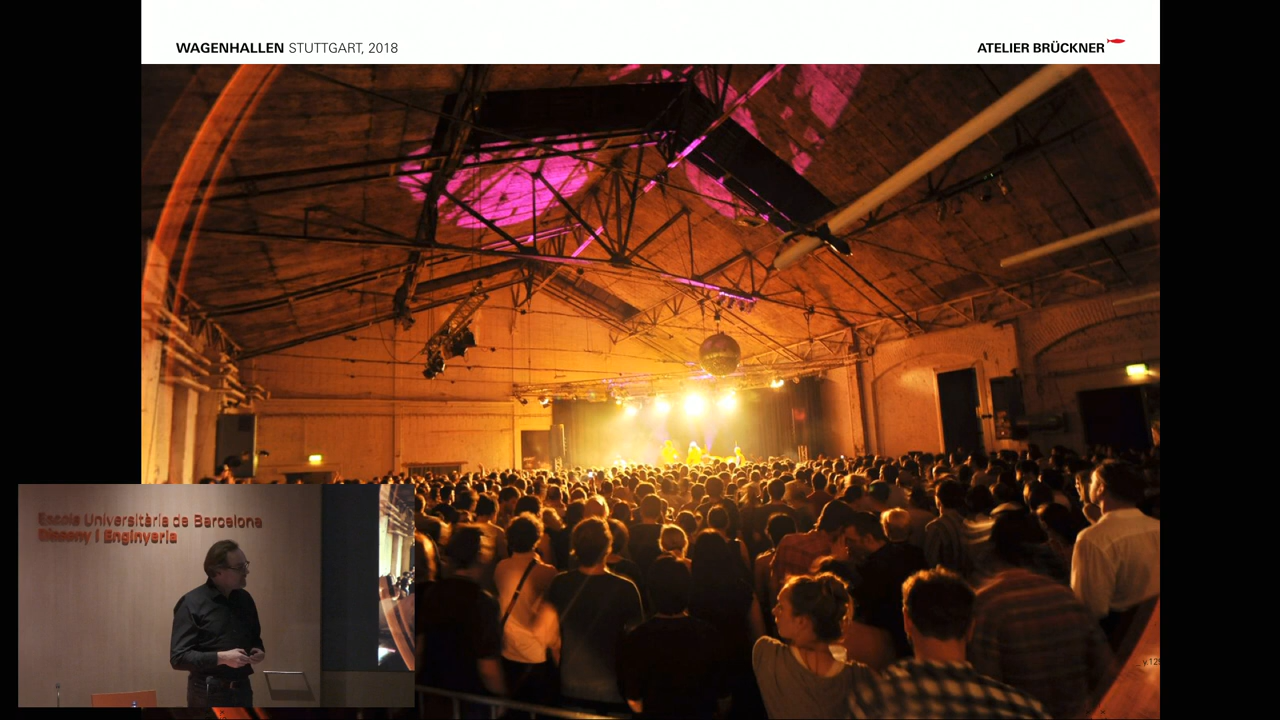 WAGENHALLEN STUTTGART, 2018
ATELIER BRÜCKNER
Escola Universitària de Barcelona
Disseny i Enginyeria